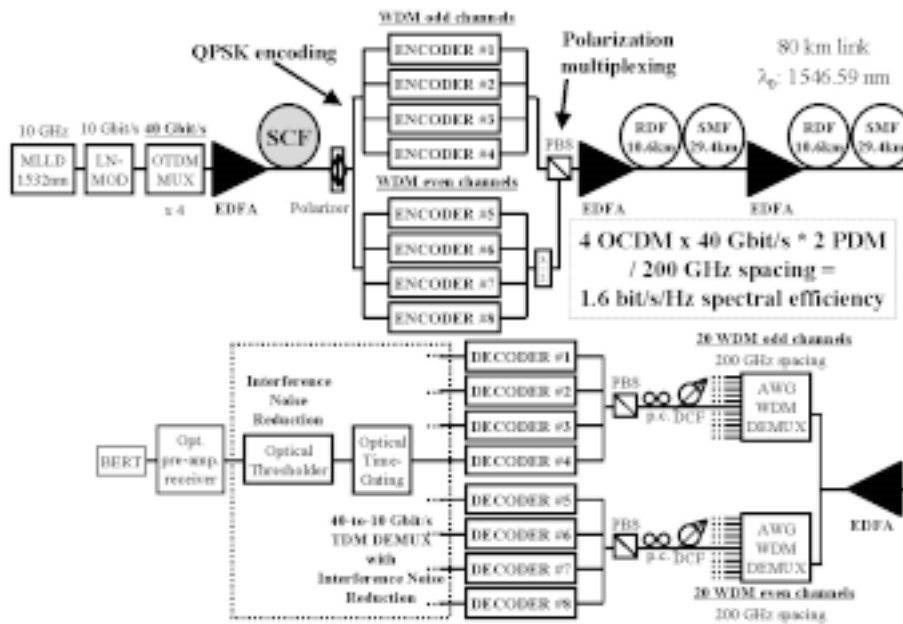 WDM odd channels
QPSK encoding
ENCODER #1
ENCODER #2
ENCODER #3
ENCODER #4
Polarization
multiplexing
80 km link
λ₀: 1546.59 nm
10 GHz
10 Gbit/s
40 Gbit/s
MLLD
1532nm
LN-
MOD
OTDM
MUX
x 4
EDFA
SCF
Polarizer
PBS
EDFA
RDF
10.6km
SMF
29.4km
EDFA
RDF
10.6km
SMF
29.4km
WDM even channels
ENCODER #5
ENCODER #6
ENCODER #7
ENCODER #8
4 OCDM x 40 Gbit/s * 2 PDM
/ 200 GHz spacing =
1.6 bit/s/Hz spectral efficiency
20 WDM odd channels
200 GHz spacing
DECODER #1
DECODER #2
DECODER #3
DECODER #4
PBS
p.c.
DCF
AWG
WDM
DEMUX
Interference
Noise
Reduction
BERT
Opt.
pre-amp.
receiver
Optical
Thresholder
Optical
Time-
Gating
40-to-10 Gbit/s
TDM DEMUX
with
Interference Noise
Reduction
DECODER #5
DECODER #6
DECODER #7
DECODER #8
PBS
p.c.
DCF
AWG
WDM
DEMUX
EDFA
20 WDM even channels
200 GHz spacing